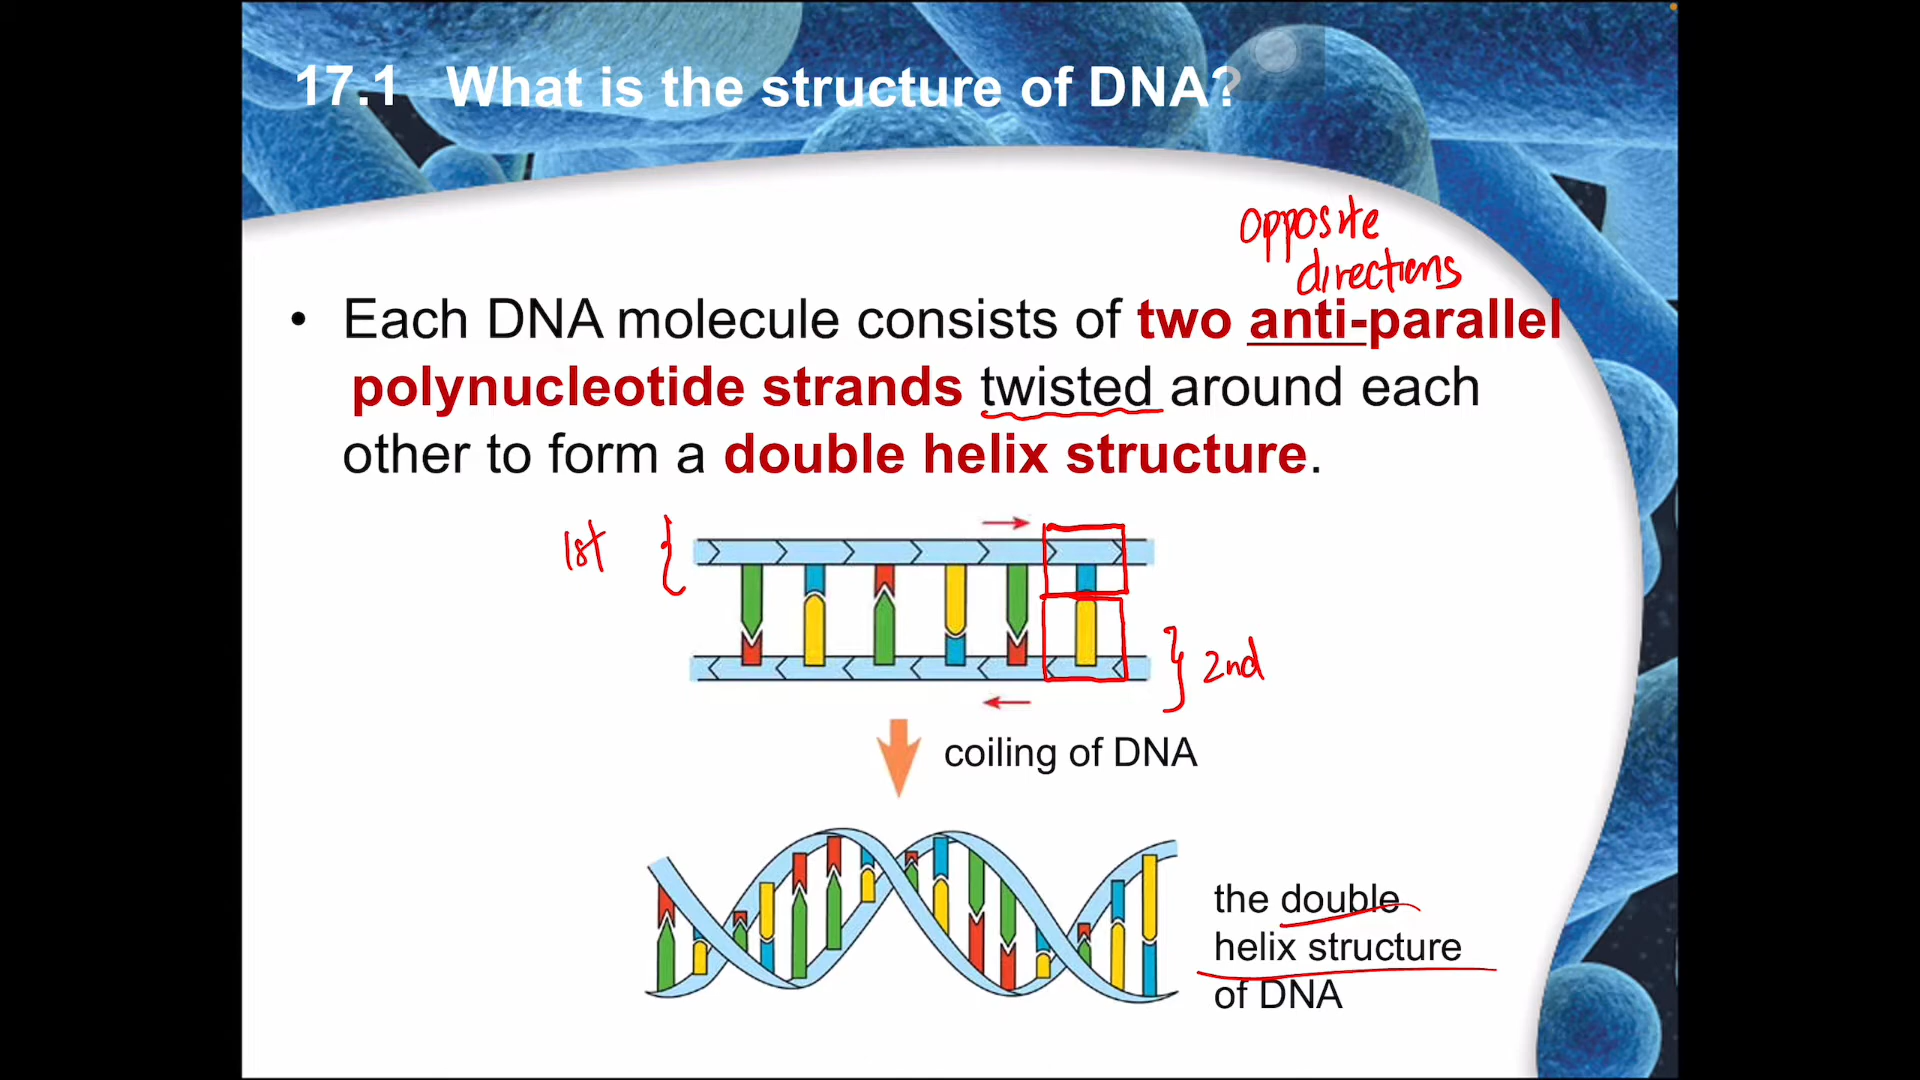 17.1 What is the structure of DNA?
opposite
directions
• Each DNA molecule consists of two anti-parallel
polynucleotide strands twisted around each
other to form a double helix structure.
1st
2nd
coiling of DNA
the double
helix structure
of DNA